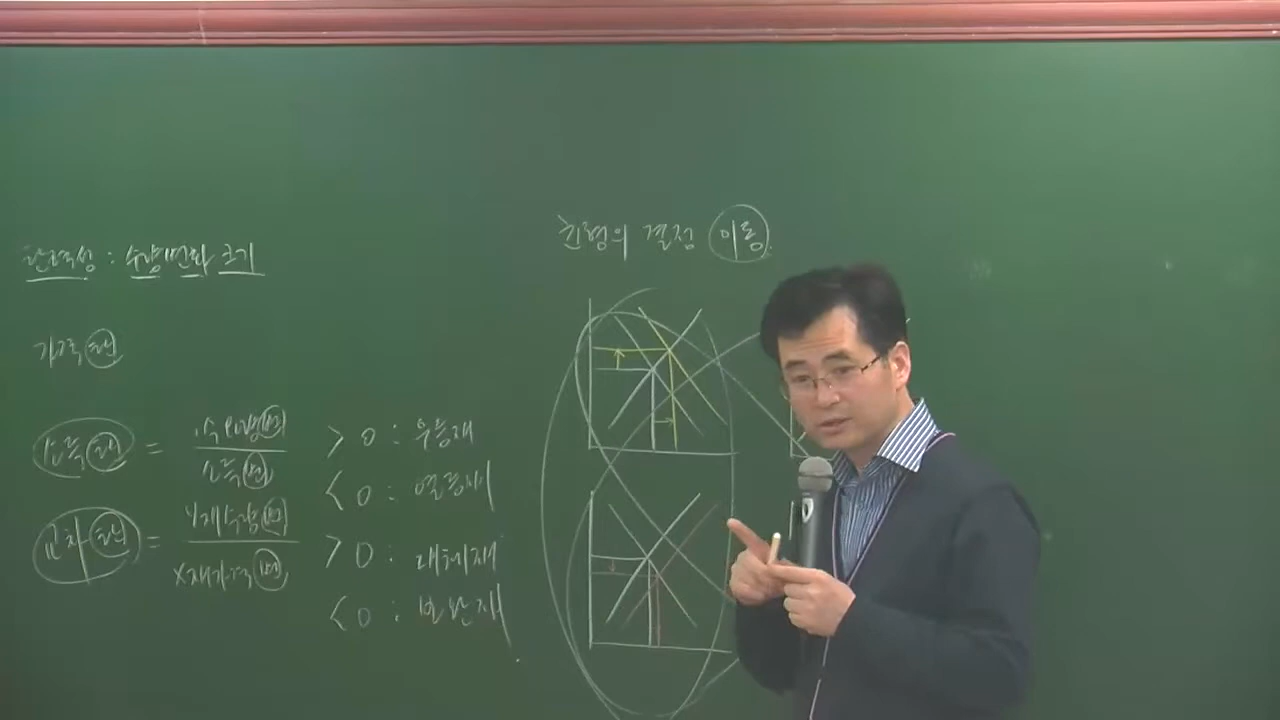 탄력성 : 수량변화 크기
가격탄
소득탄 = 수요량변 / 소득변
> 0 : 우등재
< 0 : 열등재
교차탄 = Y재수량변 / X재가격변
> 0 : 대체재
< 0 : 보완재
균형의 결정 이동